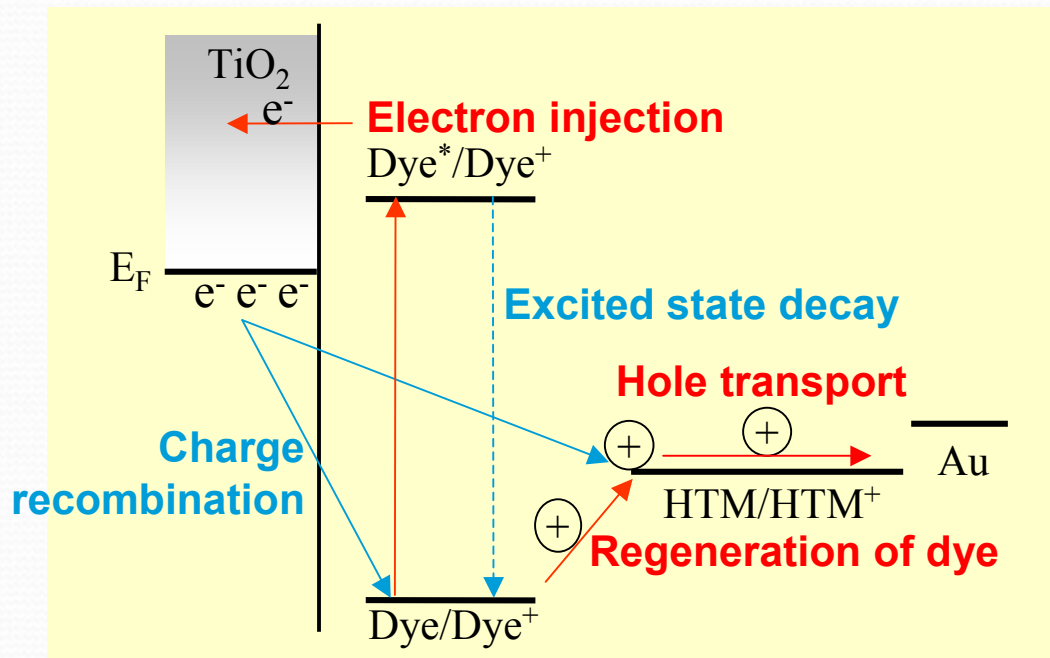 TiO₂
e⁻
Electron injection
Dye*/Dye⁺
E_F
e⁻ e⁻ e⁻
Excited state decay
Hole transport
+
+
Charge
recombination
Au
HTM/HTM⁺
+
Regeneration of dye
Dye/Dye⁺